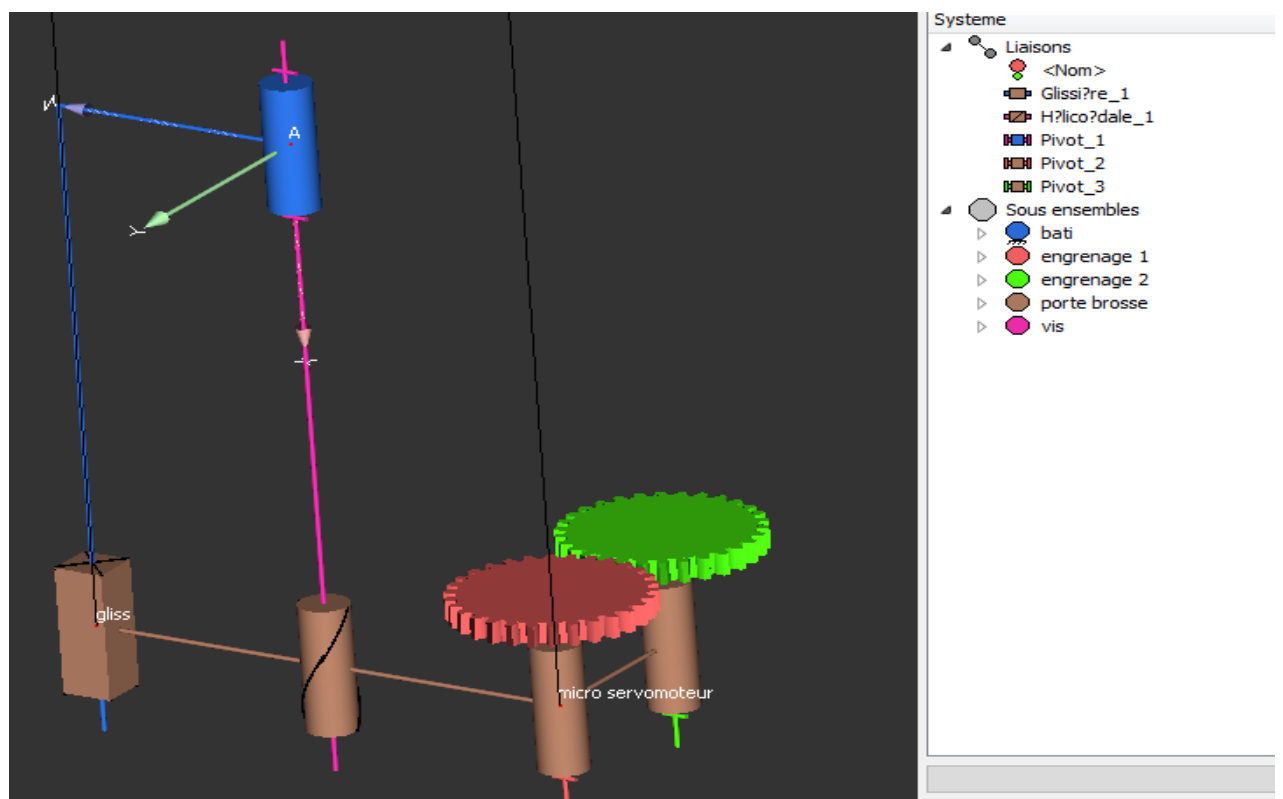 Systeme
Liaisons
<Nom>
Glissi?re_1
H?lico?dale_1
Pivot_1
Pivot_2
Pivot_3
Sous ensembles
bati
engrenage 1
engrenage 2
porte brosse
vis
Z
A
Y
X
gliss
micro servomoteur